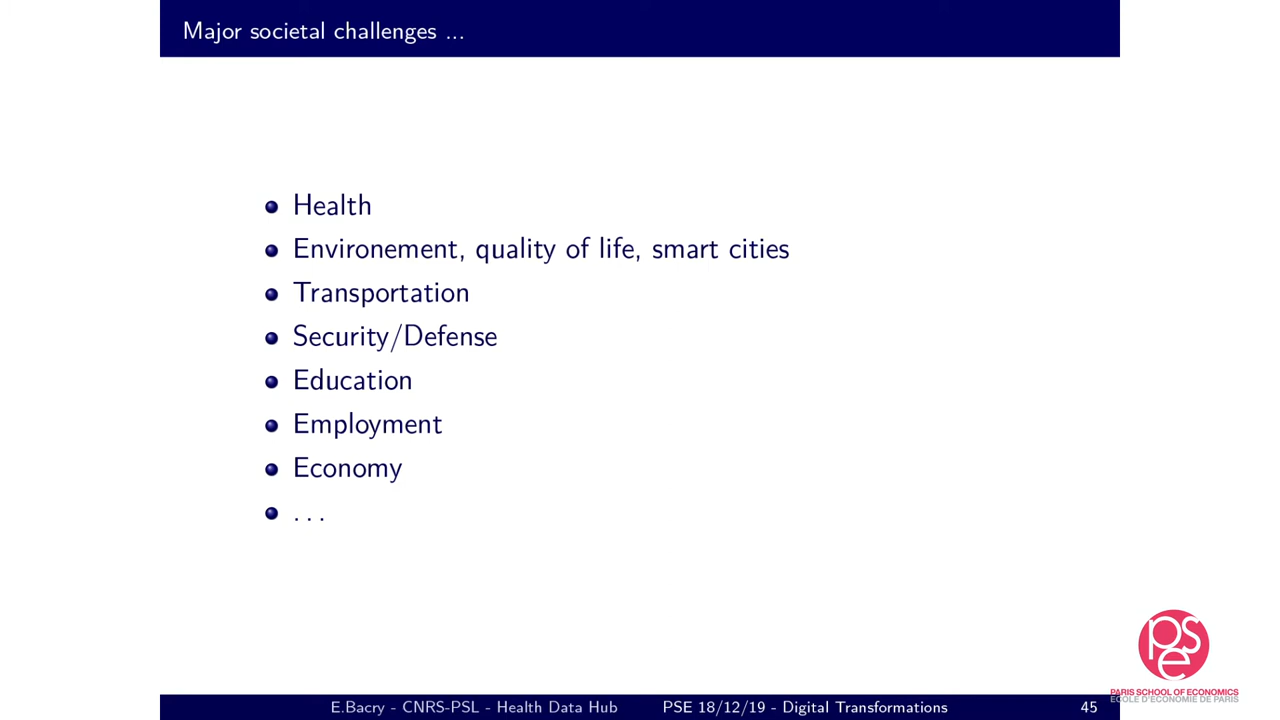 Major societal challenges ...
Health
Environement, quality of life, smart cities
Transportation
Security/Defense
Education
Employment
Economy
...
pse
PARIS SCHOOL OF ECONOMICS
ECOLE D'ECONOMIE DE PARIS
E.Bacry - CNRS-PSL - Health Data Hub PSE 18/12/19 - Digital Transformations 45